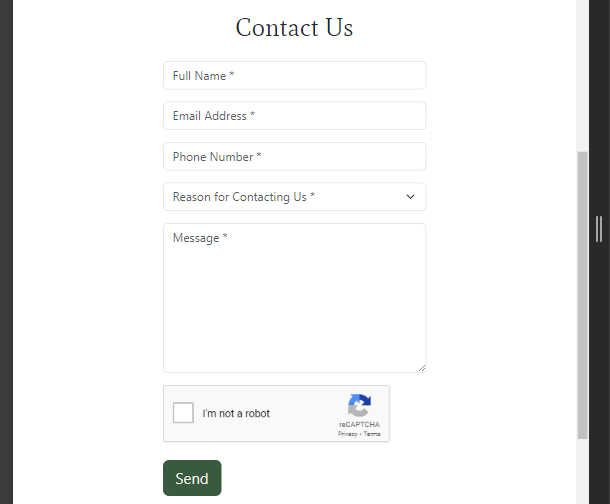 Contact Us
Full Name *
Email Address *
Phone Number *
Reason for Contacting Us *
Message *
I'm not a robot
reCAPTCHA
Privacy - Terms
Send